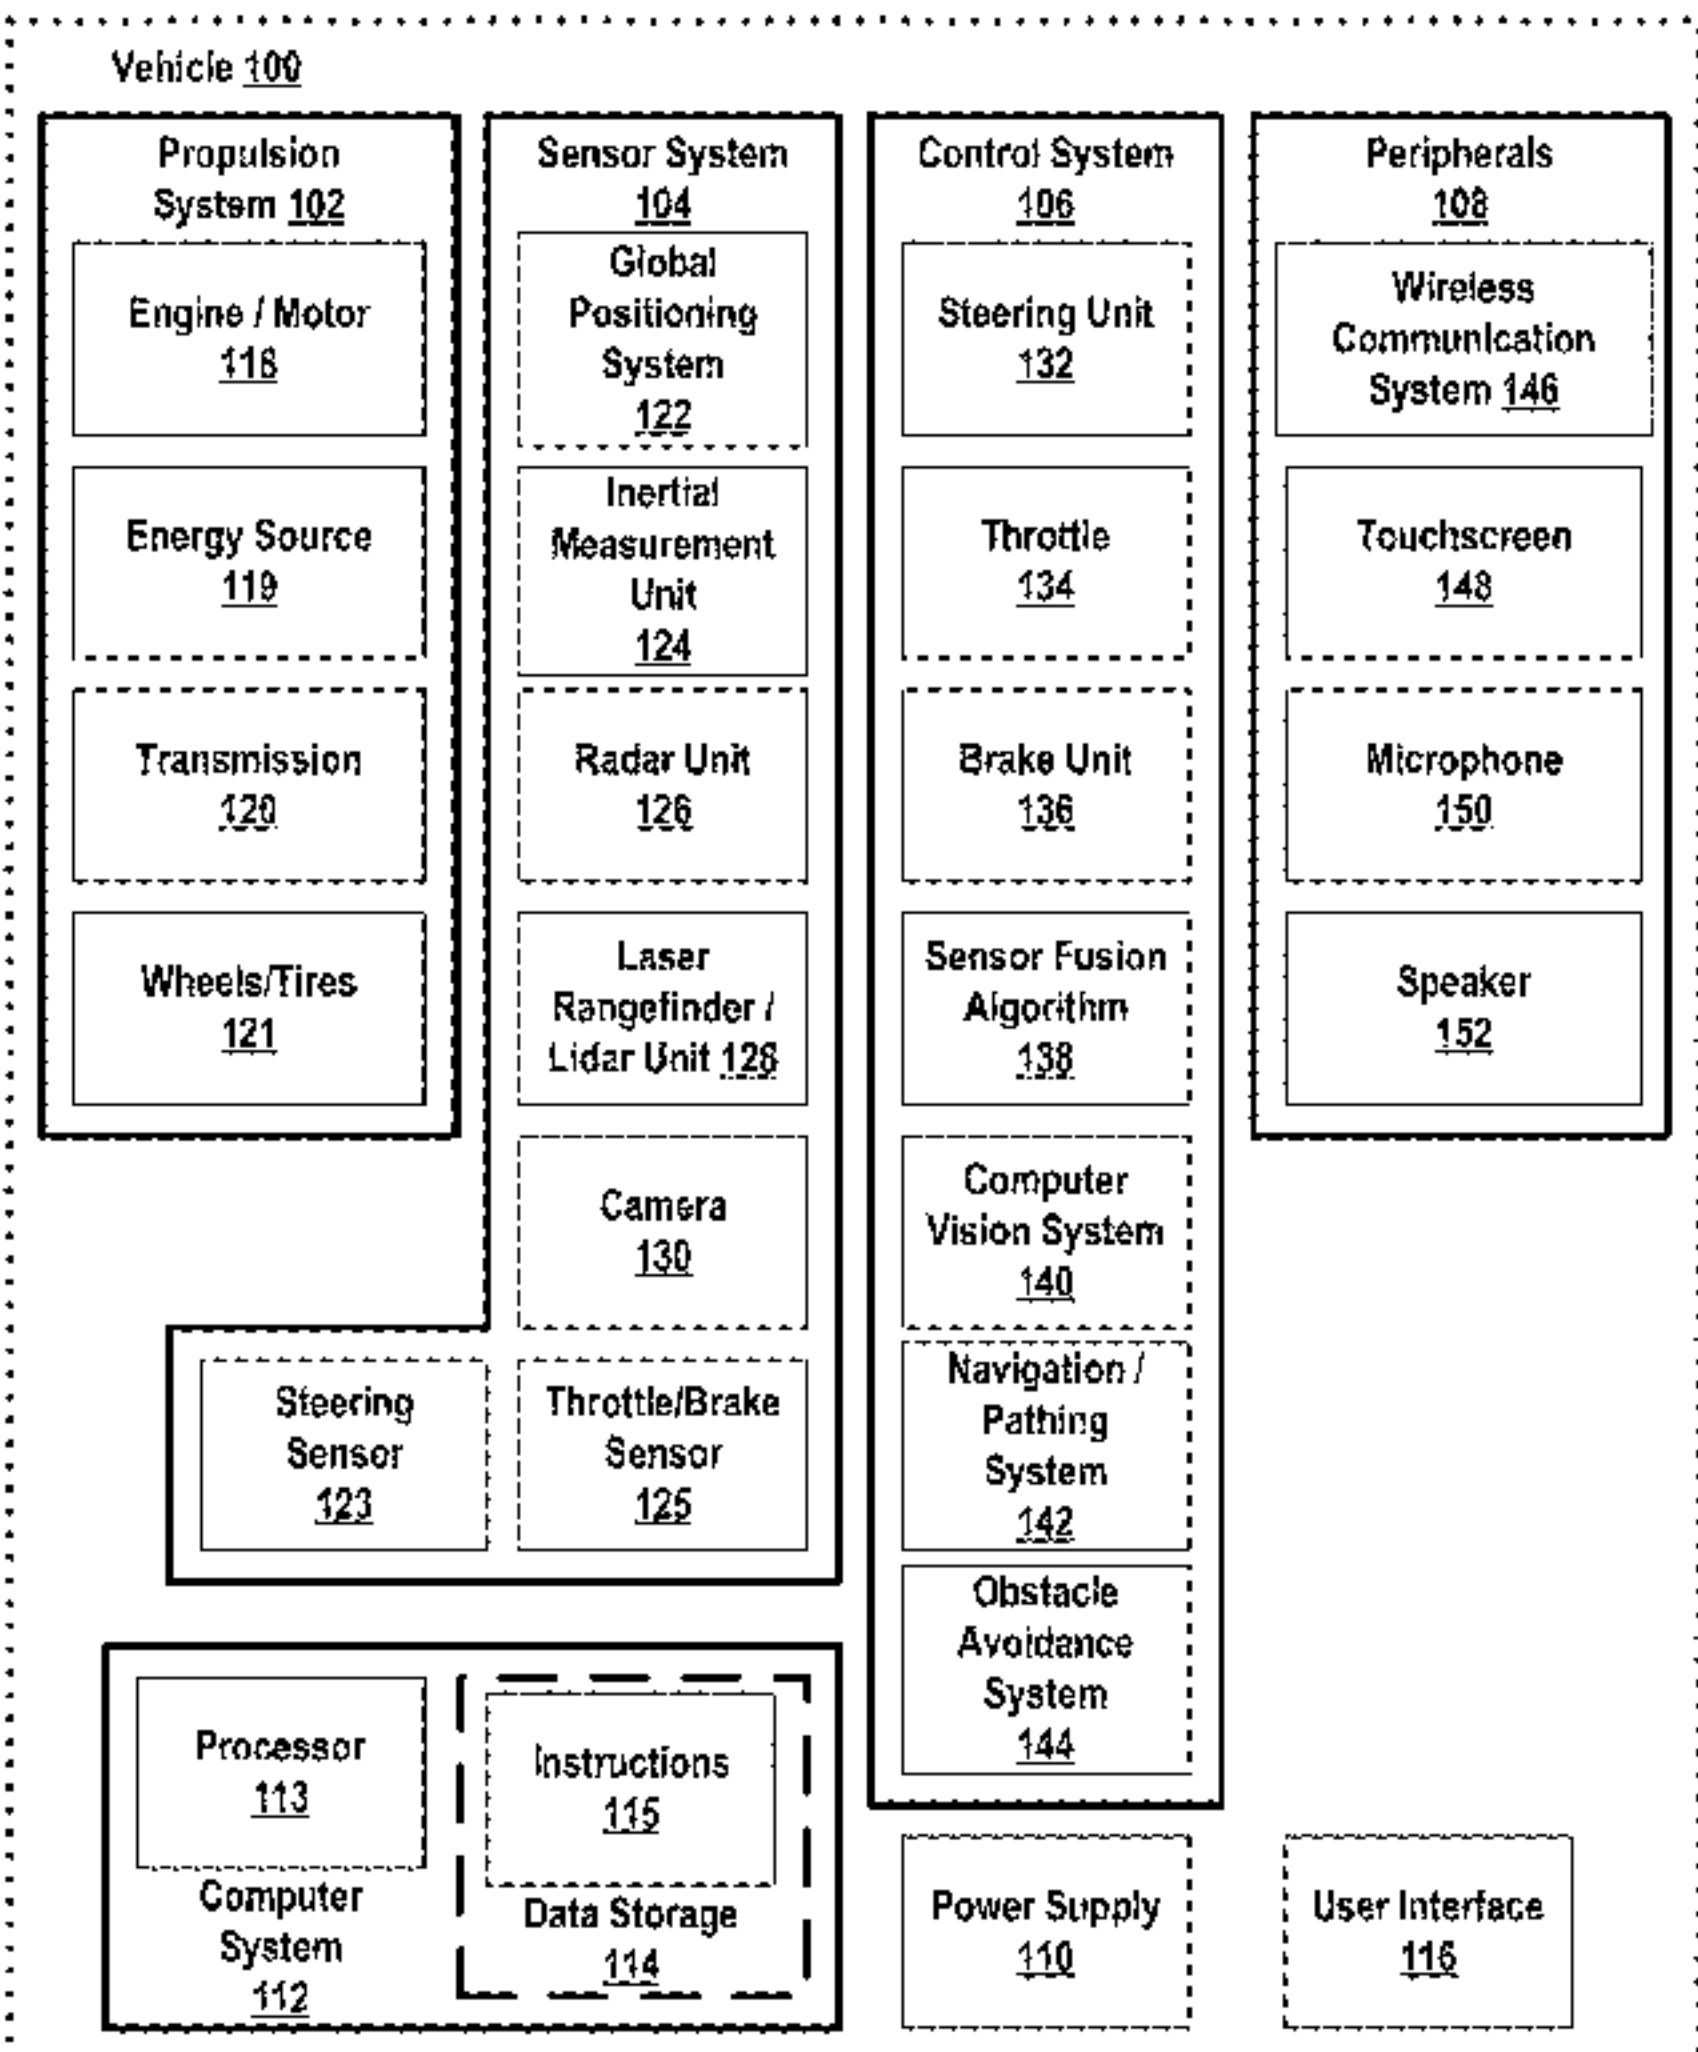 Vehicle 100
Propulsion
System 102
Engine / Motor
118
Energy Source
119
Transmission
120
Wheels/Tires
121
Sensor System
104
Global
Positioning
System
122
Inertial
Measurement
Unit
124
Radar Unit
126
Laser
Rangefinder /
Lidar Unit 128
Camera
130
Steering
Sensor
123
Throttle/Brake
Sensor
125
Control System
106
Steering Unit
132
Throttle
134
Brake Unit
136
Sensor Fusion
Algorithm
138
Computer
Vision System
140
Navigation /
Pathing
System
142
Obstacle
Avoidance
System
144
Peripherals
108
Wireless
Communication
System 146
Touchscreen
148
Microphone
150
Speaker
152
Processor
113
Computer
System
112
Instructions
115
Data Storage
114
Power Supply
110
User Interface
116